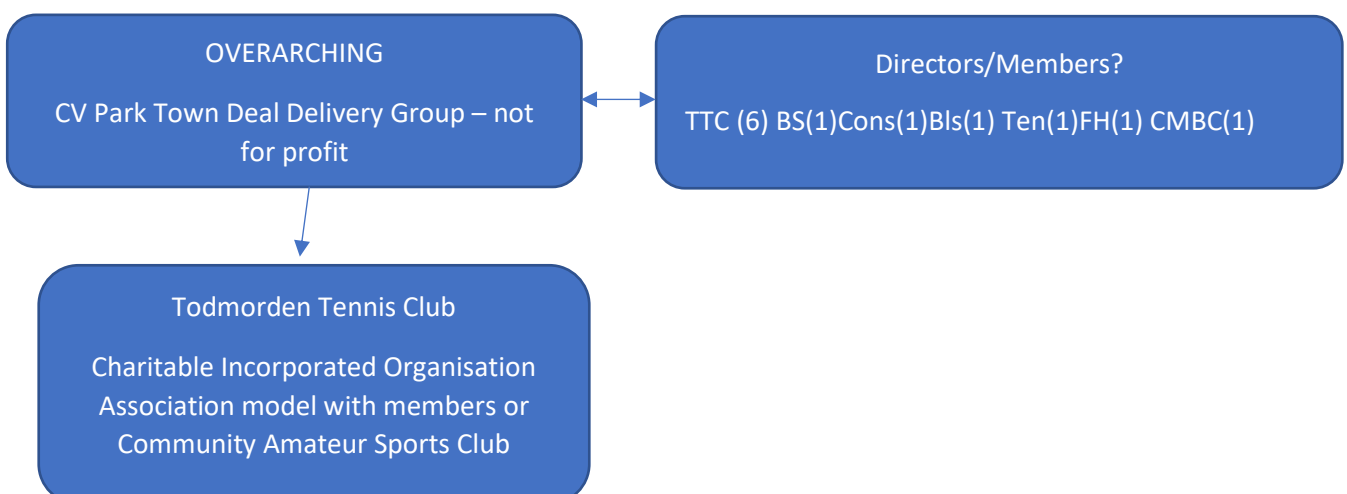 OVERARCHING
CV Park Town Deal Delivery Group – not
for profit
Directors/Members?
TTC (6) BS(1)Cons(1)Bls(1) Ten(1)FH(1) CMBC(1)
Todmorden Tennis Club
Charitable Incorporated Organisation
Association model with members or
Community Amateur Sports Club